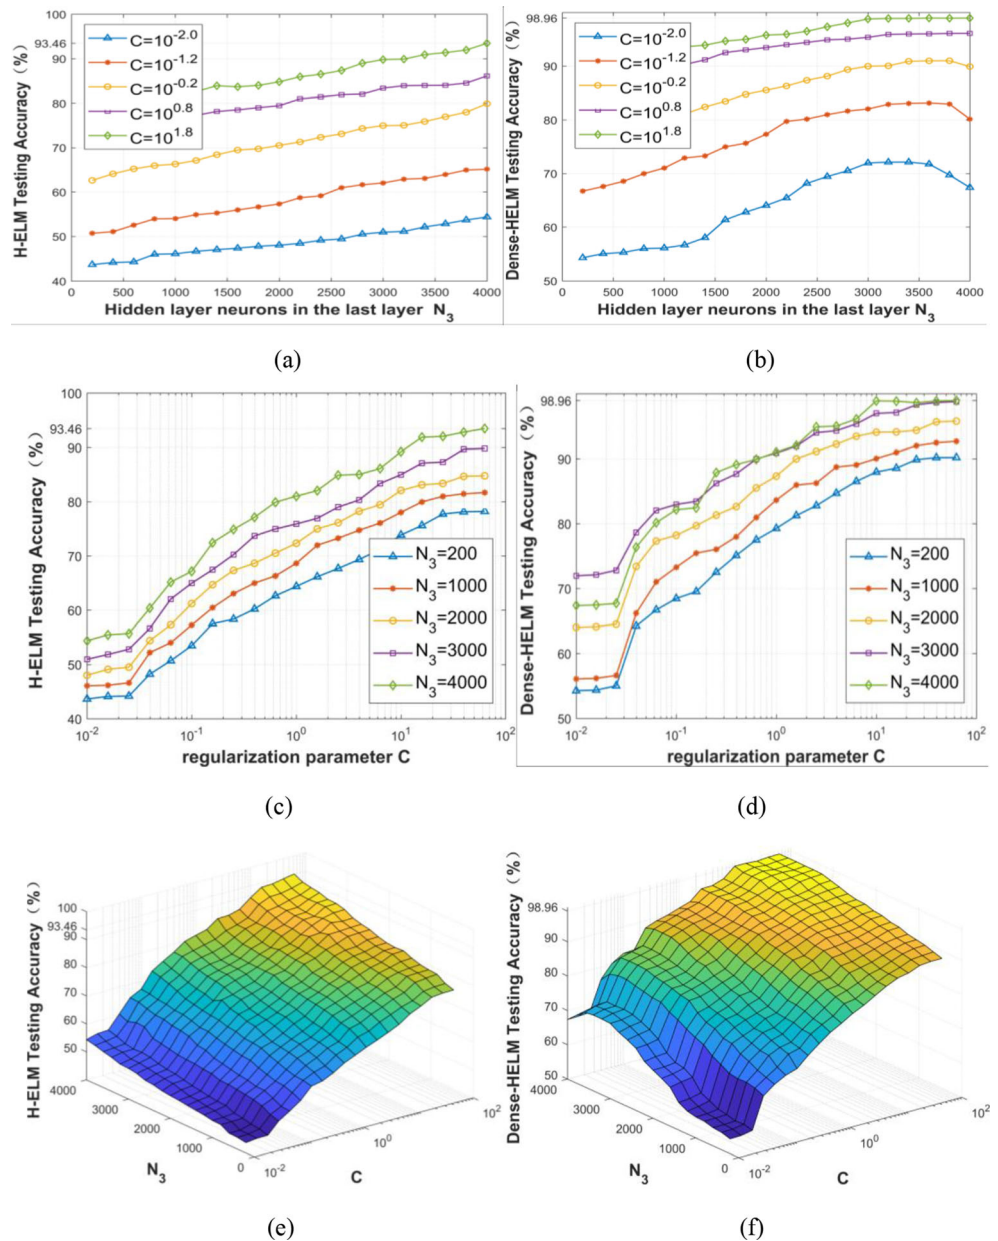 100
93.46
90
80
70
60
50
40
H-ELM Testing Accuracy (%)
C=10^-2.0
C=10^-1.2
C=10^-0.2
C=10^0.8
C=10^1.8
0 500 1000 1500 2000 2500 3000 3500 4000
Hidden layer neurons in the last layer N3
(a)
98.96
90
80
70
60
50
Dense-HELM Testing Accuracy (%)
C=10^-2.0
C=10^-1.2
C=10^-0.2
C=10^0.8
C=10^1.8
0 500 1000 1500 2000 2500 3000 3500 4000
Hidden layer neurons in the last layer N3
(b)
100
93.46
90
80
70
60
50
40
H-ELM Testing Accuracy (%)
N3=200
N3=1000
N3=2000
N3=3000
N3=4000
10^-2 10^-1 10^0 10^1 10^2
regularization parameter C
(c)
98.96
90
80
70
60
50
Dense-HELM Testing Accuracy (%)
N3=200
N3=1000
N3=2000
N3=3000
N3=4000
10^-2 10^-1 10^0 10^1 10^2
regularization parameter C
(d)
100
93.46
90
80
70
60
50
H-ELM Testing Accuracy (%)
4000
3000
2000
1000
0
N3
10^-2
10^0
10^2
C
(e)
98.96
90
80
70
60
50
Dense-HELM Testing Accuracy (%)
4000
3000
2000
1000
0
N3
10^-2
10^0
10^2
C
(f)